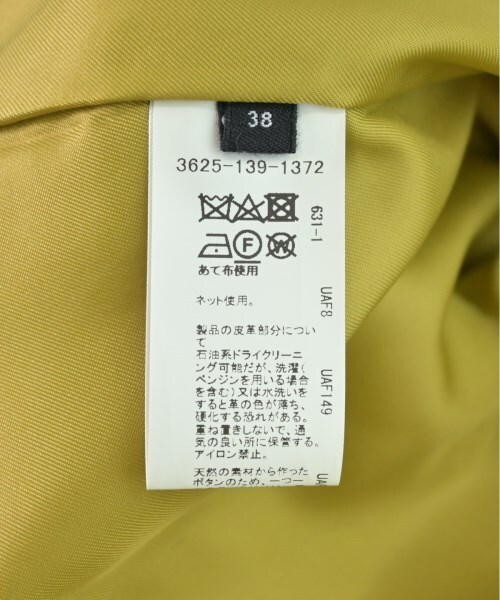 38
3625-139-1372
あて布使用
ネット使用。
製品の皮革部分につい
て
石油系ドライクリーニ
ング可能だが、洗濯(
ベンジンを用いる場合
を含む)又は水洗いを
すると革の色が落ち、
硬化する恐れがある。
重ね置きしないで、通
気の良い所に保管する。
アイロン禁止。
天然の素材から作った
ボタンのため、一つ一
631-1
UAF8
UAF149